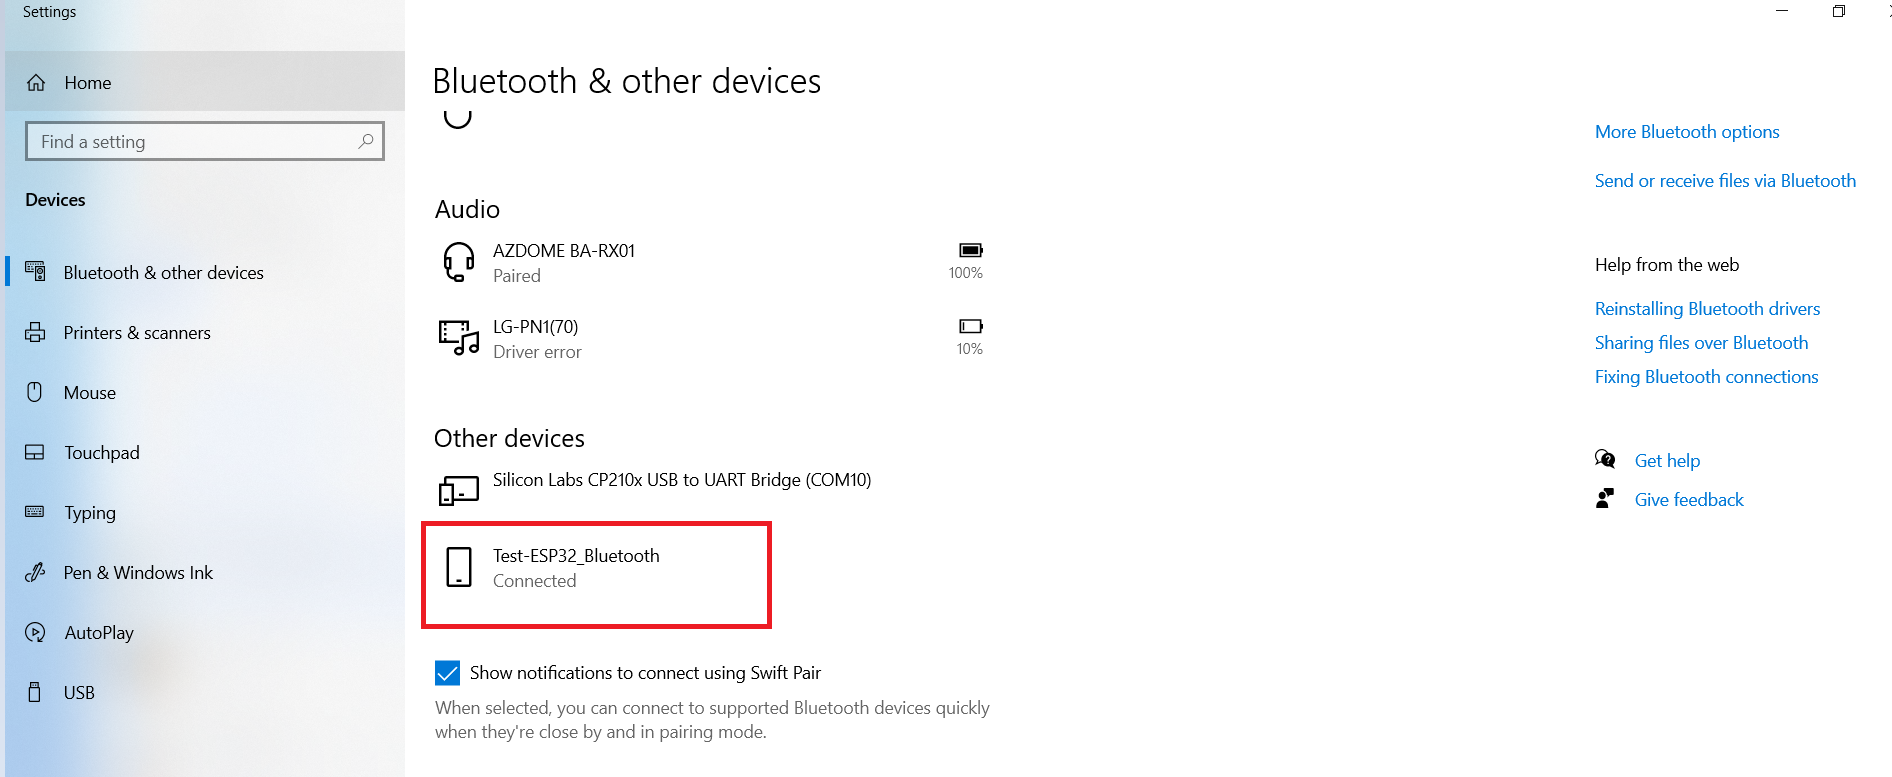 Settings
Home
Find a setting
Devices
Bluetooth & other devices
Printers & scanners
Mouse
Touchpad
Typing
Pen & Windows Ink
AutoPlay
USB
Bluetooth & other devices
Audio
AZDOME BA-RX01
Paired
100%
LG-PN1(70)
Driver error
10%
Other devices
Silicon Labs CP210x USB to UART Bridge (COM10)
Test-ESP32_Bluetooth
Connected
Show notifications to connect using Swift Pair
When selected, you can connect to supported Bluetooth devices quickly
when they're close by and in pairing mode.
More Bluetooth options
Send or receive files via Bluetooth
Help from the web
Reinstalling Bluetooth drivers
Sharing files over Bluetooth
Fixing Bluetooth connections
Get help
Give feedback